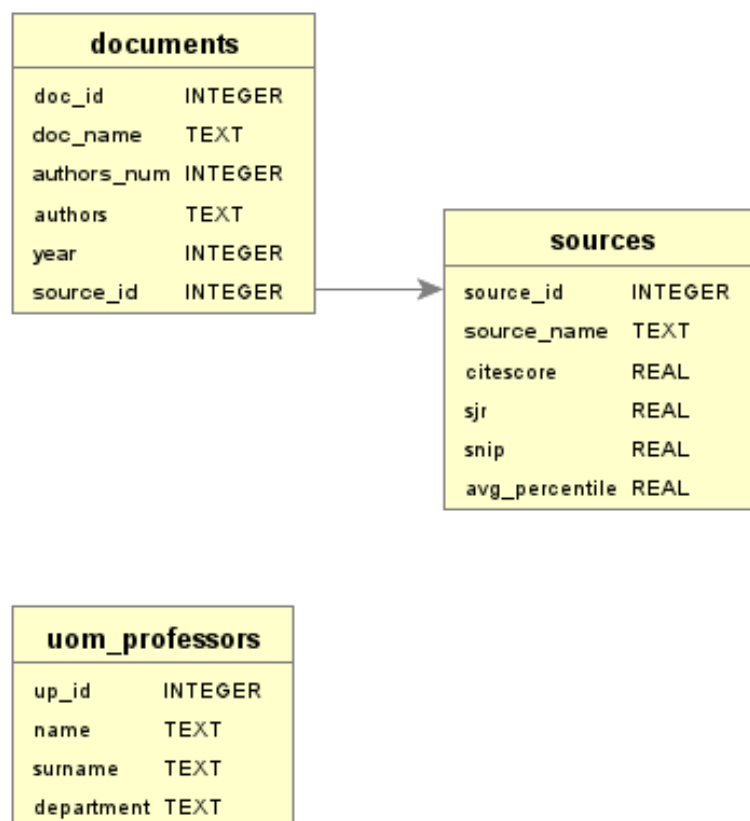 documents
doc_id INTEGER
doc_name TEXT
authors_num INTEGER
authors TEXT
year INTEGER
source_id INTEGER
sources
source_id INTEGER
source_name TEXT
citescore REAL
sjr REAL
snip REAL
avg_percentile REAL
uom_professors
up_id INTEGER
name TEXT
surname TEXT
department TEXT